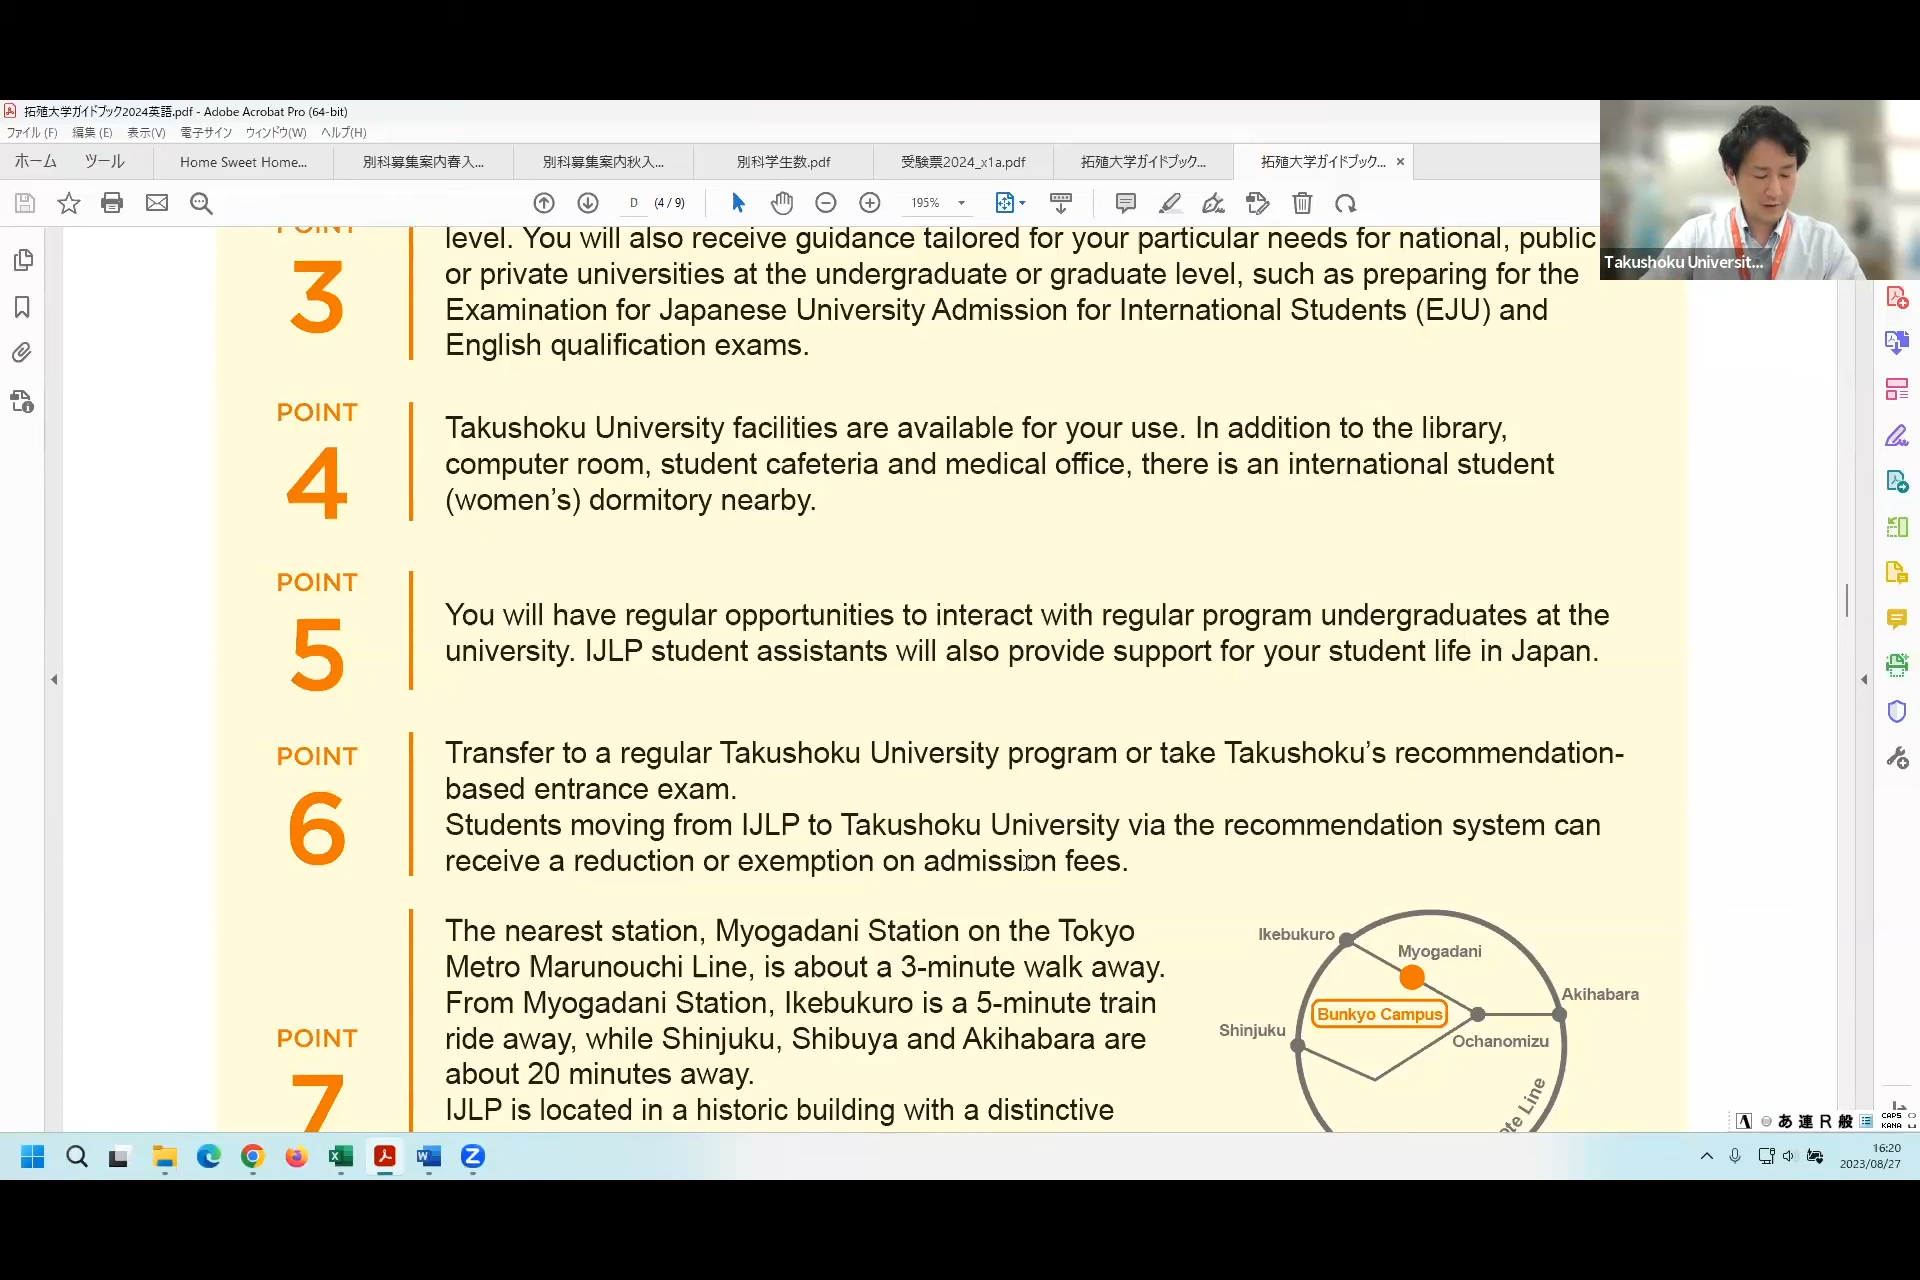 拓殖大学ガイドブック2024英語.pdf - Adobe Acrobat Pro (64-bit)
ファイル(F) 編集(E) 表示(V) 電子サイン ウィンドウ(W) ヘルプ(H)
ホーム ツール Home Sweet Home... 別科募集案内春入... 別科募集案内秋入... 別科学生数.pdf 受験票2024_x1a.pdf 拓殖大学ガイドブック... 拓殖大学ガイドブック... ×
D (4 / 9) 195%
Takushoku Universit...
POINT
3
level. You will also receive guidance tailored for your particular needs for national, public
or private universities at the undergraduate or graduate level, such as preparing for the
Examination for Japanese University Admission for International Students (EJU) and
English qualification exams.
POINT
4
Takushoku University facilities are available for your use. In addition to the library,
computer room, student cafeteria and medical office, there is an international student
(women's) dormitory nearby.
POINT
5
You will have regular opportunities to interact with regular program undergraduates at the
university. IJLP student assistants will also provide support for your student life in Japan.
POINT
6
Transfer to a regular Takushoku University program or take Takushoku's recommendation-
based entrance exam.
Students moving from IJLP to Takushoku University via the recommendation system can
receive a reduction or exemption on admission fees.
POINT
7
The nearest station, Myogadani Station on the Tokyo
Metro Marunouchi Line, is about a 3-minute walk away.
From Myogadani Station, Ikebukuro is a 5-minute train
ride away, while Shinjuku, Shibuya and Akihabara are
about 20 minutes away.
IJLP is located in a historic building with a distinctive
Ikebukuro
Myogadani
Akihabara
Bunkyo Campus
Shinjuku
Ochanomizu
Line
A あ 連 R 般 CAPS
KANA
16:20
2023/08/27